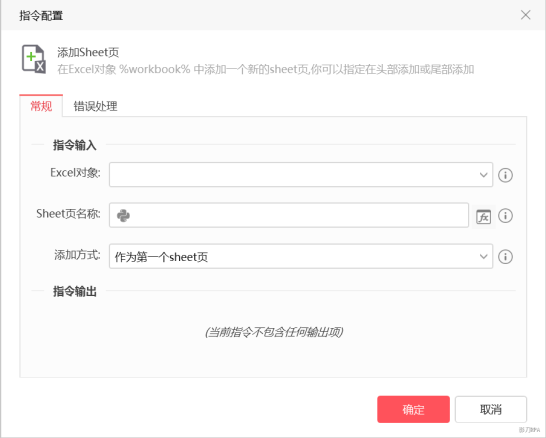 指令配置
添加Sheet页
在Excel对象 %workbook% 中添加一个新的sheet页,你可以指定在头部添加或尾部添加
常规
错误处理
指令输入
Excel对象:
Sheet页名称:
fx
添加方式:
作为第一个sheet页
指令输出
(当前指令不包含任何输出项)
确定
取消